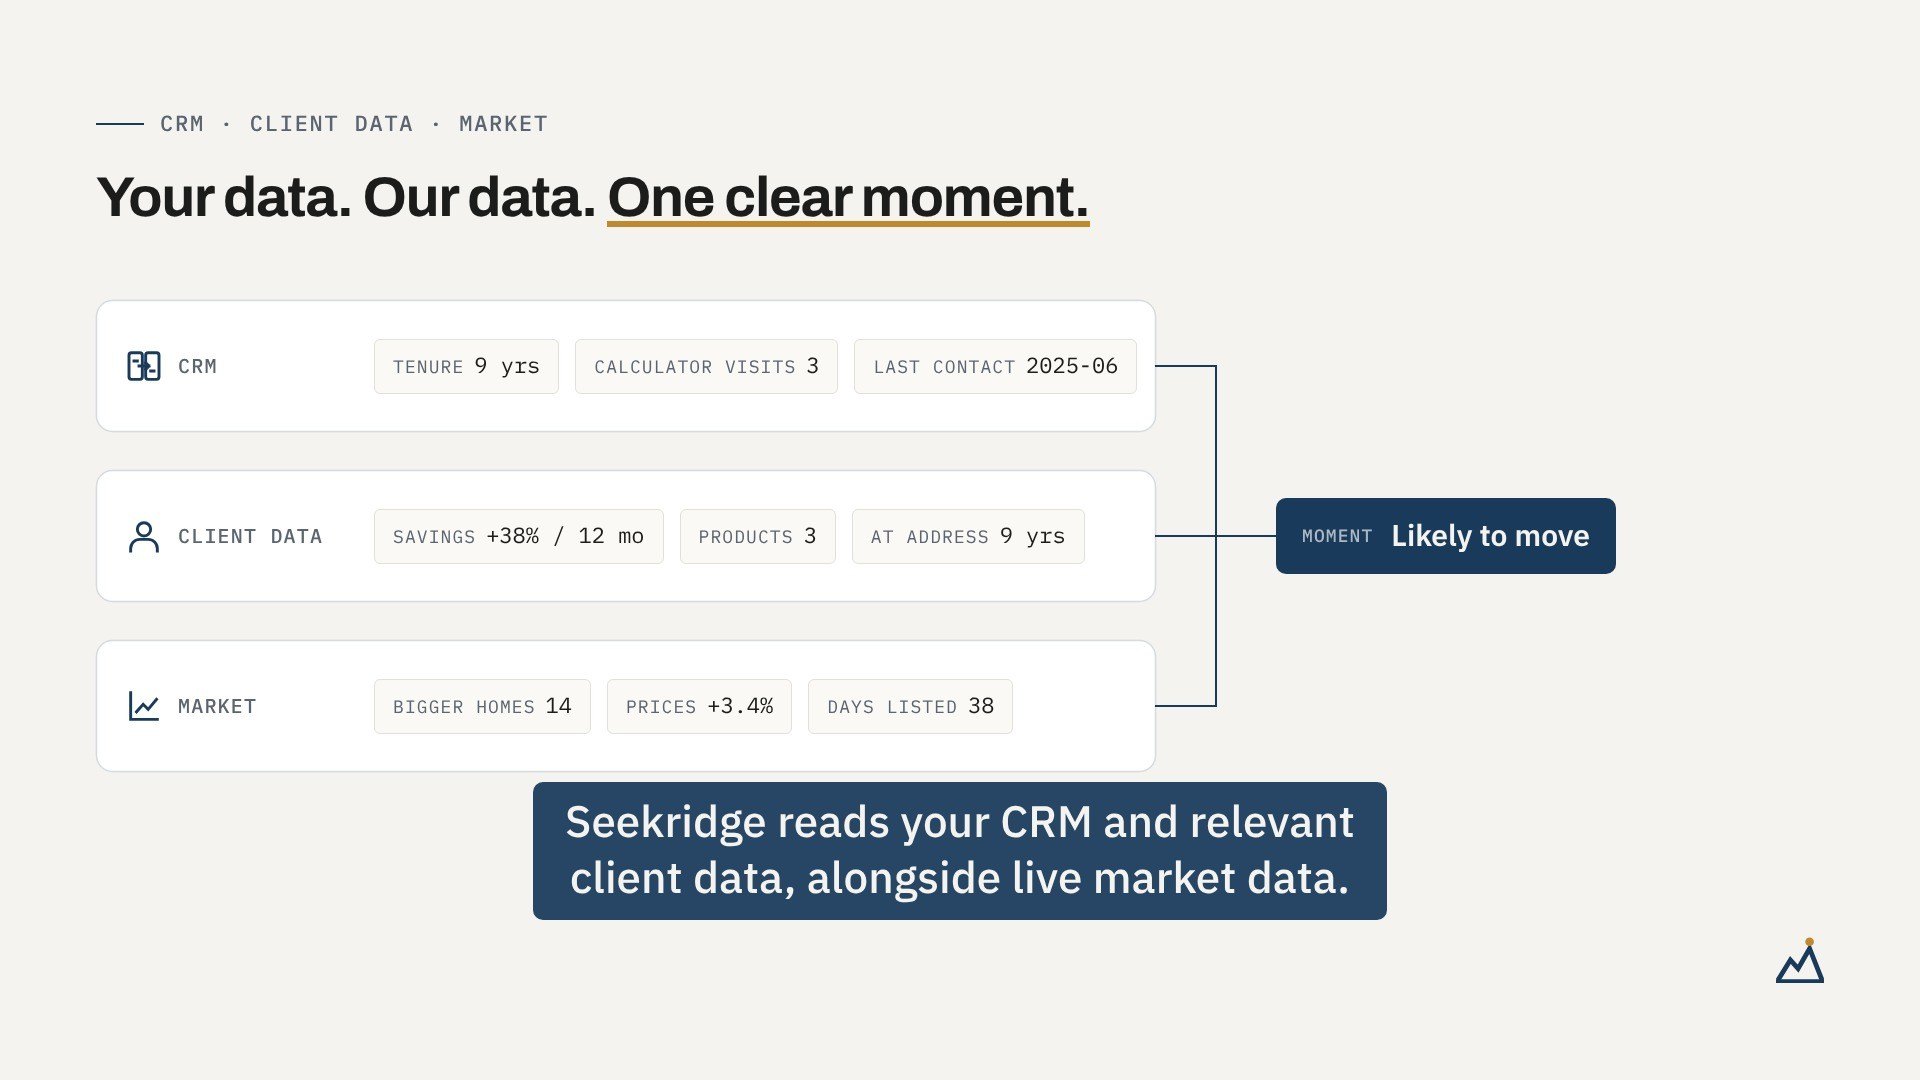 CRM · CLIENT DATA · MARKET
Your data. Our data. One clear moment.
CRM TENURE 9 yrs CALCULATOR VISITS 3 LAST CONTACT 2025-06
CLIENT DATA SAVINGS +38% / 12 mo PRODUCTS 3 AT ADDRESS 9 yrs
MOMENT Likely to move
MARKET BIGGER HOMES 14 PRICES +3.4% DAYS LISTED 38
Seekridge reads your CRM and relevant
client data, alongside live market data.